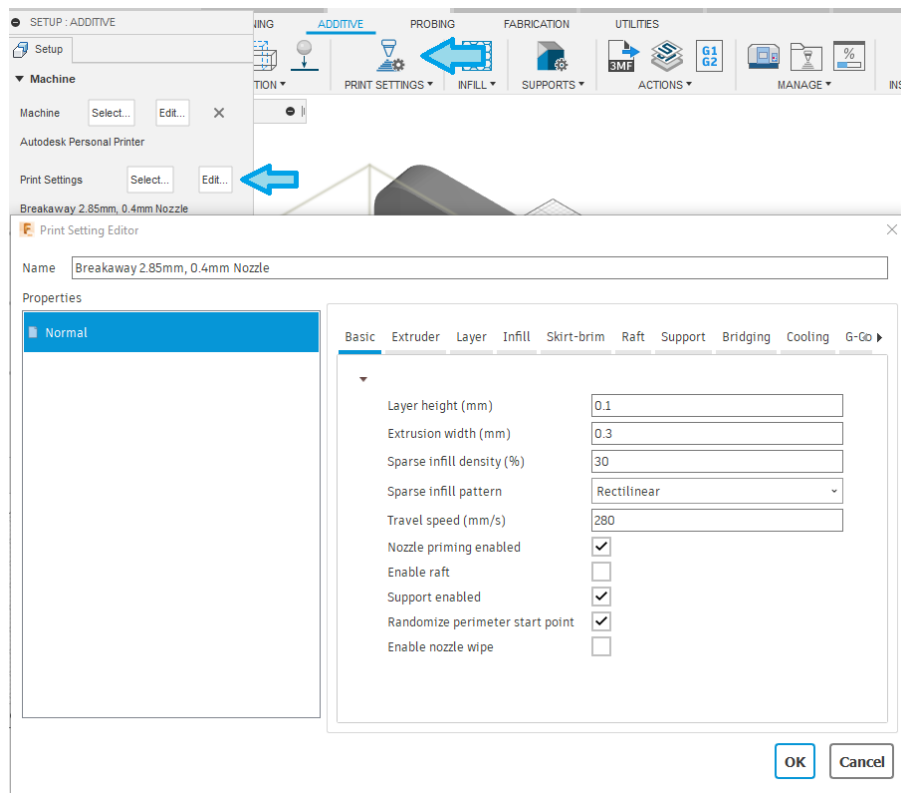 SETUP : ADDITIVE
NING ADDITIVE PROBING FABRICATION UTILITIES
Setup
Machine
3MF G1 G2 %
TION PRINT SETTINGS INFILL SUPPORTS ACTIONS MANAGE INS
Machine Select... Edit...
Autodesk Personal Printer
Print Settings Select... Edit...
Breakaway 2.85mm, 0.4mm Nozzle
F Print Setting Editor
Name Breakaway 2.85mm, 0.4mm Nozzle
Properties
Normal
Basic Extruder Layer Infill Skirt-brim Raft Support Bridging Cooling G-Co
Layer height (mm) 0.1
Extrusion width (mm) 0.3
Sparse infill density (%) 30
Sparse infill pattern Rectilinear
Travel speed (mm/s) 280
Nozzle priming enabled
Enable raft
Support enabled
Randomize perimeter start point
Enable nozzle wipe
OK Cancel